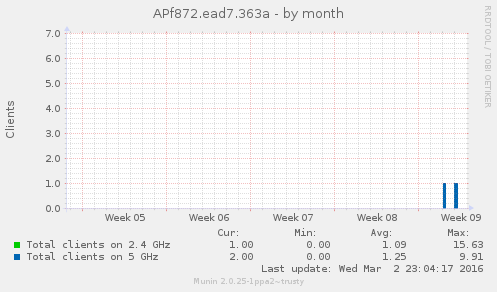 APf872.ead7.363a - by month
RRDTOOL / TOBI OETIKER
Clients
7.0
6.0
5.0
4.0
3.0
2.0
1.0
0.0
Week 05 Week 06 Week 07 Week 08 Week 09
Cur: Min: Avg: Max:
Total clients on 2.4 GHz 1.00 0.00 1.09 15.63
Total clients on 5 GHz 2.00 0.00 1.25 9.91
Last update: Wed Mar 2 23:04:17 2016
Munin 2.0.25-1ppa2~trusty